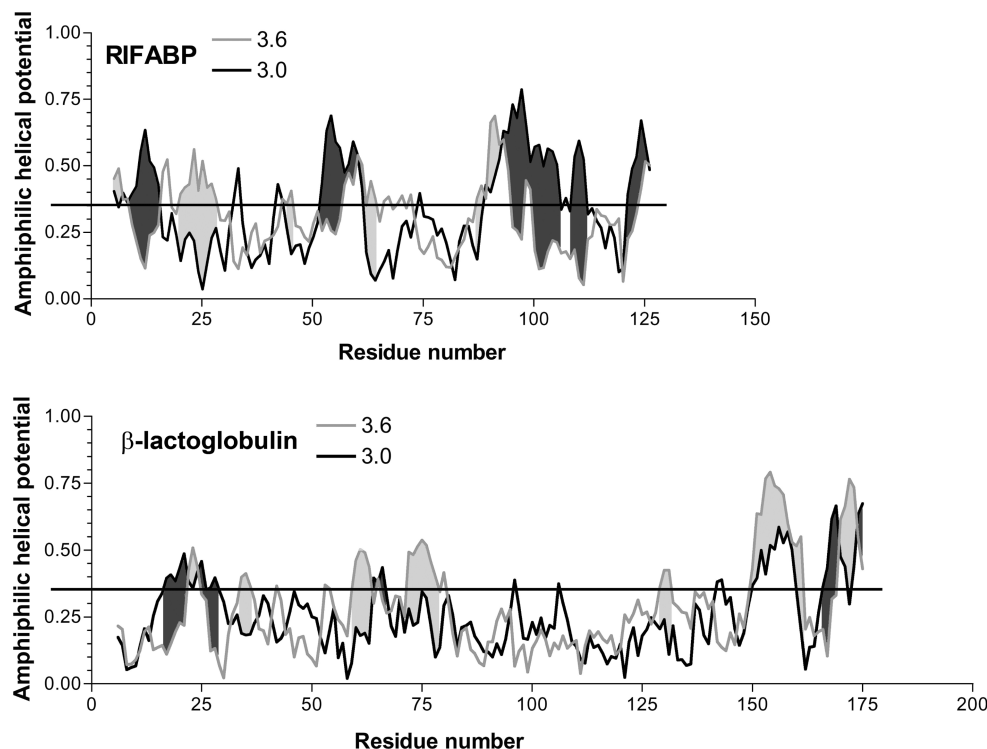 Amphiphilic helical potential
1.00
0.75
0.50
0.25
0.00
RIFABP
3.6
3.0
0 25 50 75 100 125 150
Residue number
Amphiphilic helical potential
1.00
0.75
0.50
0.25
0.00
β-lactoglobulin
3.6
3.0
0 25 50 75 100 125 150 175 200
Residue number